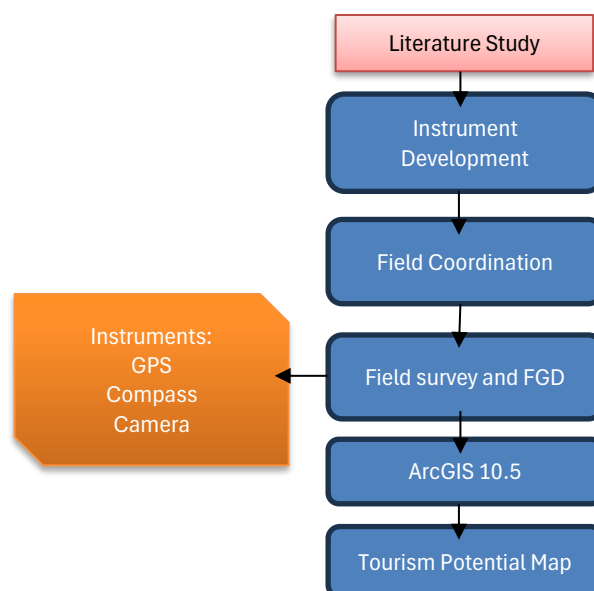 Literature Study
Instrument
Development
Field Coordination
Instruments:
GPS
Compass
Camera
Field survey and FGD
ArcGIS 10.5
Tourism Potential Map